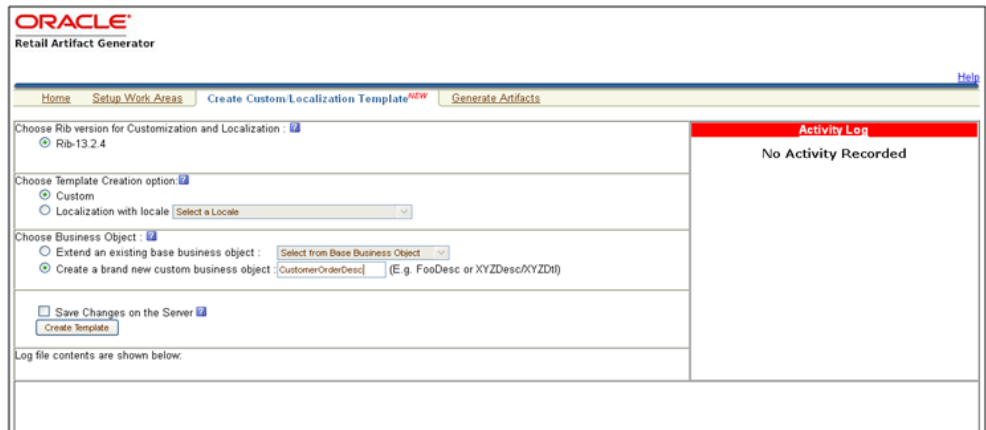 ORACLE®
Retail Artifact Generator
Help
Home Setup Work Areas Create Custom/Localization Template NEW Generate Artifacts
Choose Rib version for Customization and Localization : ?
Rib-13.2.4
Choose Template Creation option: ?
Custom
Localization with locale Select a Locale
Choose Business Object : ?
Extend an existing base business object : Select from Base Business Object
Create a brand new custom business object : CustomerOrderDesc (E.g. FooDesc or XYZDesc/XYZDtl)
Save Changes on the Server ?
Create Template
Log file contents are shown below:
Activity Log
No Activity Recorded